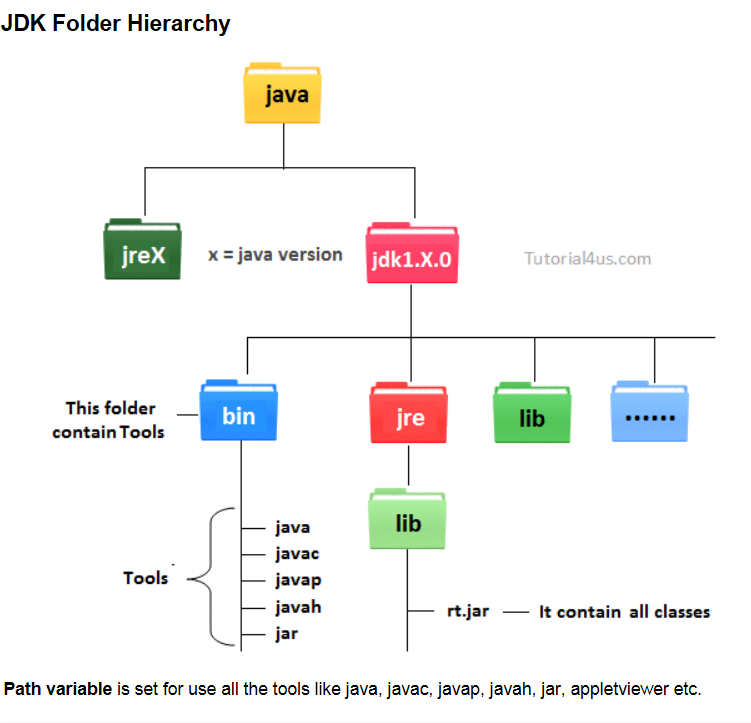 JDK Folder Hierarchy
java
jreX
x = java version
jdk1.X.0
Tutorial4us.com
This folder
contain Tools
bin
jre
lib
......
lib
Tools
java
javac
javap
javah
jar
rt.jar
It contain all classes
Path variable is set for use all the tools like java, javac, javap, javah, jar, appletviewer etc.